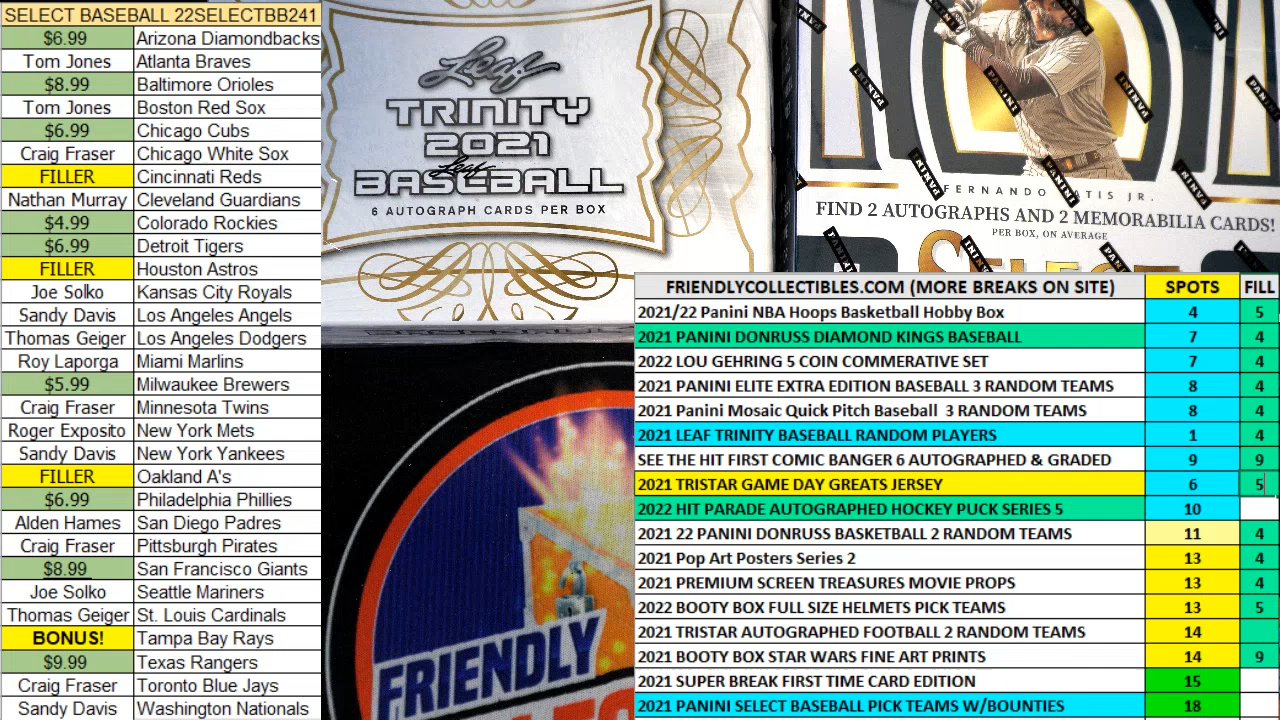 SELECT BASEBALL 22SELECTBB241
$6.99 Arizona Diamondbacks
Tom Jones Atlanta Braves
$8.99 Baltimore Orioles
Tom Jones Boston Red Sox
$6.99 Chicago Cubs
Craig Fraser Chicago White Sox
FILLER Cincinnati Reds
Nathan Murray Cleveland Guardians
$4.99 Colorado Rockies
$6.99 Detroit Tigers
FILLER Houston Astros
Joe Solko Kansas City Royals
Sandy Davis Los Angeles Angels
Thomas Geiger Los Angeles Dodgers
Roy Laporga Miami Marlins
$5.99 Milwaukee Brewers
Craig Fraser Minnesota Twins
Roger Exposito New York Mets
Sandy Davis New York Yankees
FILLER Oakland A's
$6.99 Philadelphia Phillies
Alden Hames San Diego Padres
Craig Fraser Pittsburgh Pirates
$8.99 San Francisco Giants
Joe Solko Seattle Mariners
Thomas Geiger St. Louis Cardinals
BONUS! Tampa Bay Rays
$9.99 Texas Rangers
Craig Fraser Toronto Blue Jays
Sandy Davis Washington Nationals
Leaf
TRINITY
2021
Leaf
BASEBALL
6 AUTOGRAPH CARDS PER BOX
PANINI
PANINI
PANINI
PANINI
PANINI
PANINI
FERNANDO TATIS JR.
FIND 2 AUTOGRAPHS AND 2 MEMORABILIA CARDS!
PER BOX, ON AVERAGE
SELECT
FRIENDLY
FRIENDLYCOLLECTIBLES.COM (MORE BREAKS ON SITE) SPOTS FILL
2021/22 Panini NBA Hoops Basketball Hobby Box 4 5
2021 PANINI DONRUSS DIAMOND KINGS BASEBALL 7 4
2022 LOU GEHRING 5 COIN COMMERATIVE SET 7 4
2021 PANINI ELITE EXTRA EDITION BASEBALL 3 RANDOM TEAMS 8 4
2021 Panini Mosaic Quick Pitch Baseball 3 RANDOM TEAMS 8 4
2021 LEAF TRINITY BASEBALL RANDOM PLAYERS 1 4
SEE THE HIT FIRST COMIC BANGER 6 AUTOGRAPHED & GRADED 9 9
2021 TRISTAR GAME DAY GREATS JERSEY 6 5
2022 HIT PARADE AUTOGRAPHED HOCKEY PUCK SERIES 5 10
2021 22 PANINI DONRUSS BASKETBALL 2 RANDOM TEAMS 11 4
2021 Pop Art Posters Series 2 13 4
2021 PREMIUM SCREEN TREASURES MOVIE PROPS 13 4
2022 BOOTY BOX FULL SIZE HELMETS PICK TEAMS 13 5
2021 TRISTAR AUTOGRAPHED FOOTBALL 2 RANDOM TEAMS 14
2021 BOOTY BOX STAR WARS FINE ART PRINTS 14 9
2021 SUPER BREAK FIRST TIME CARD EDITION 15
2021 PANINI SELECT BASEBALL PICK TEAMS W/BOUNTIES 18